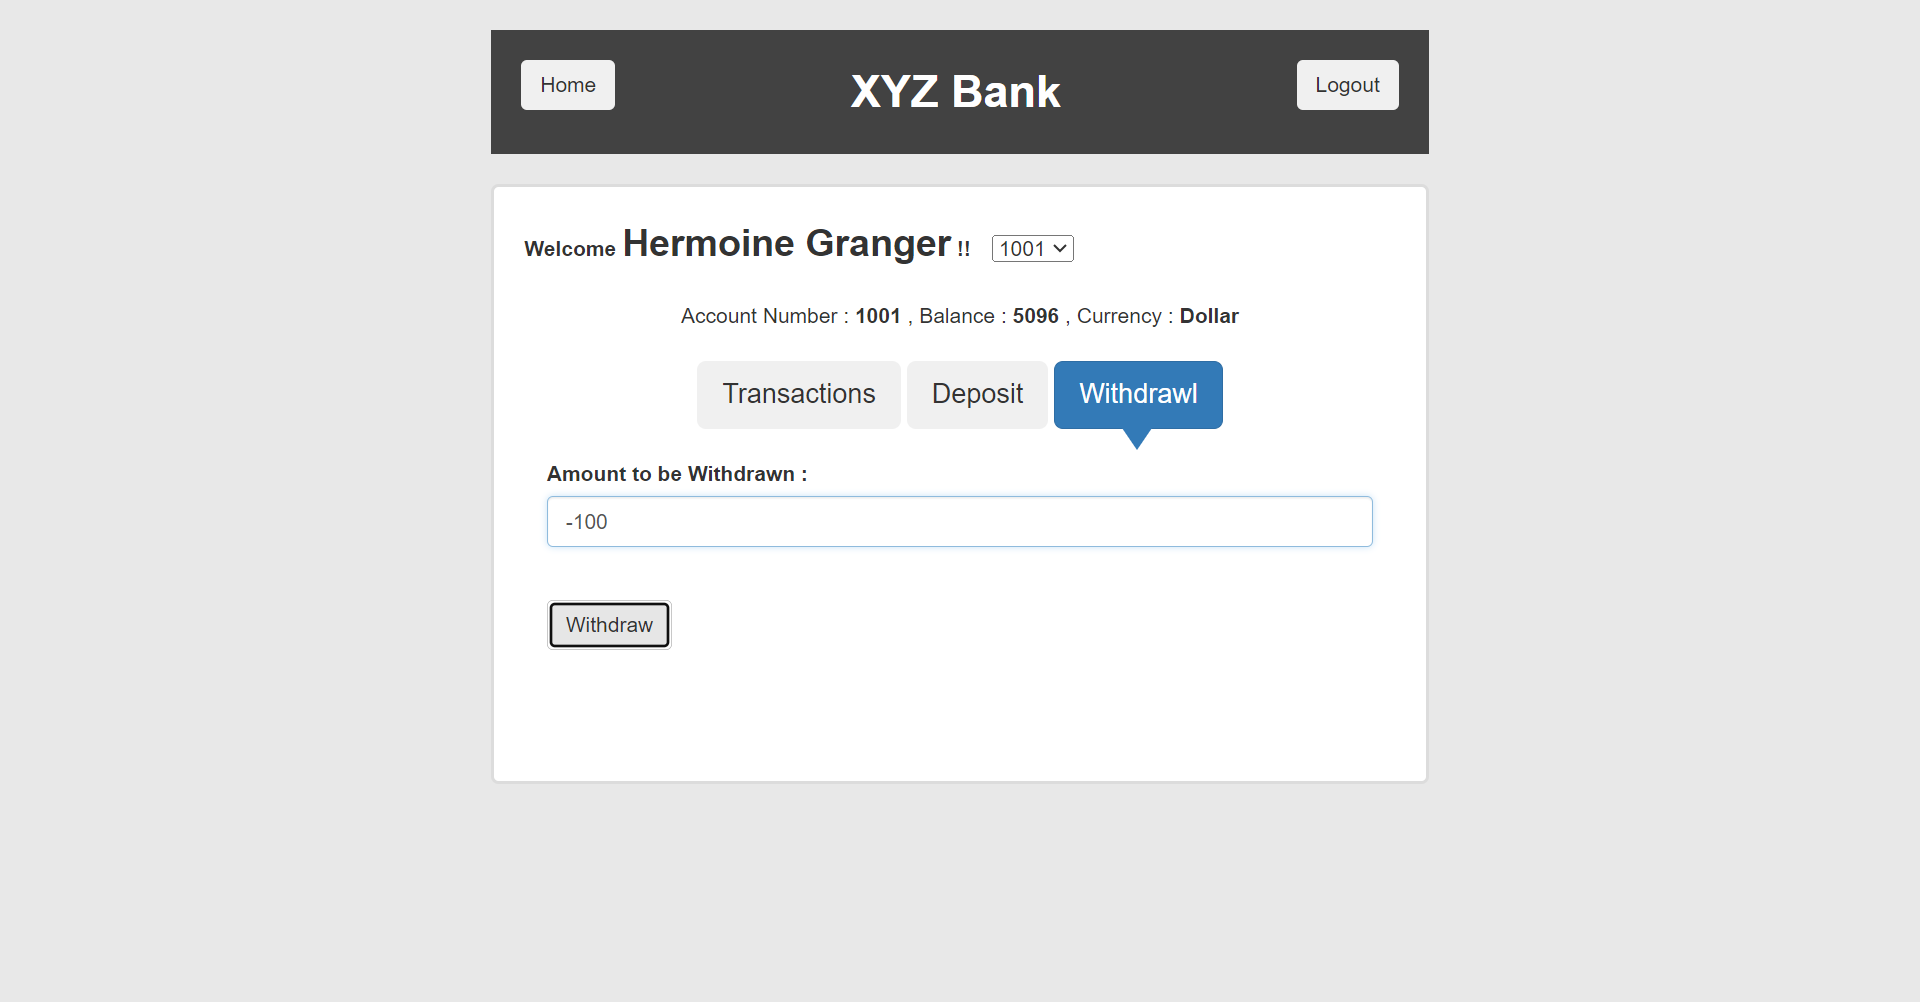 Home XYZ Bank Logout
Welcome Hermoine Granger !! 1001
Account Number : 1001 , Balance : 5096 , Currency : Dollar
Transactions Deposit Withdrawl
Amount to be Withdrawn :
-100
Withdraw